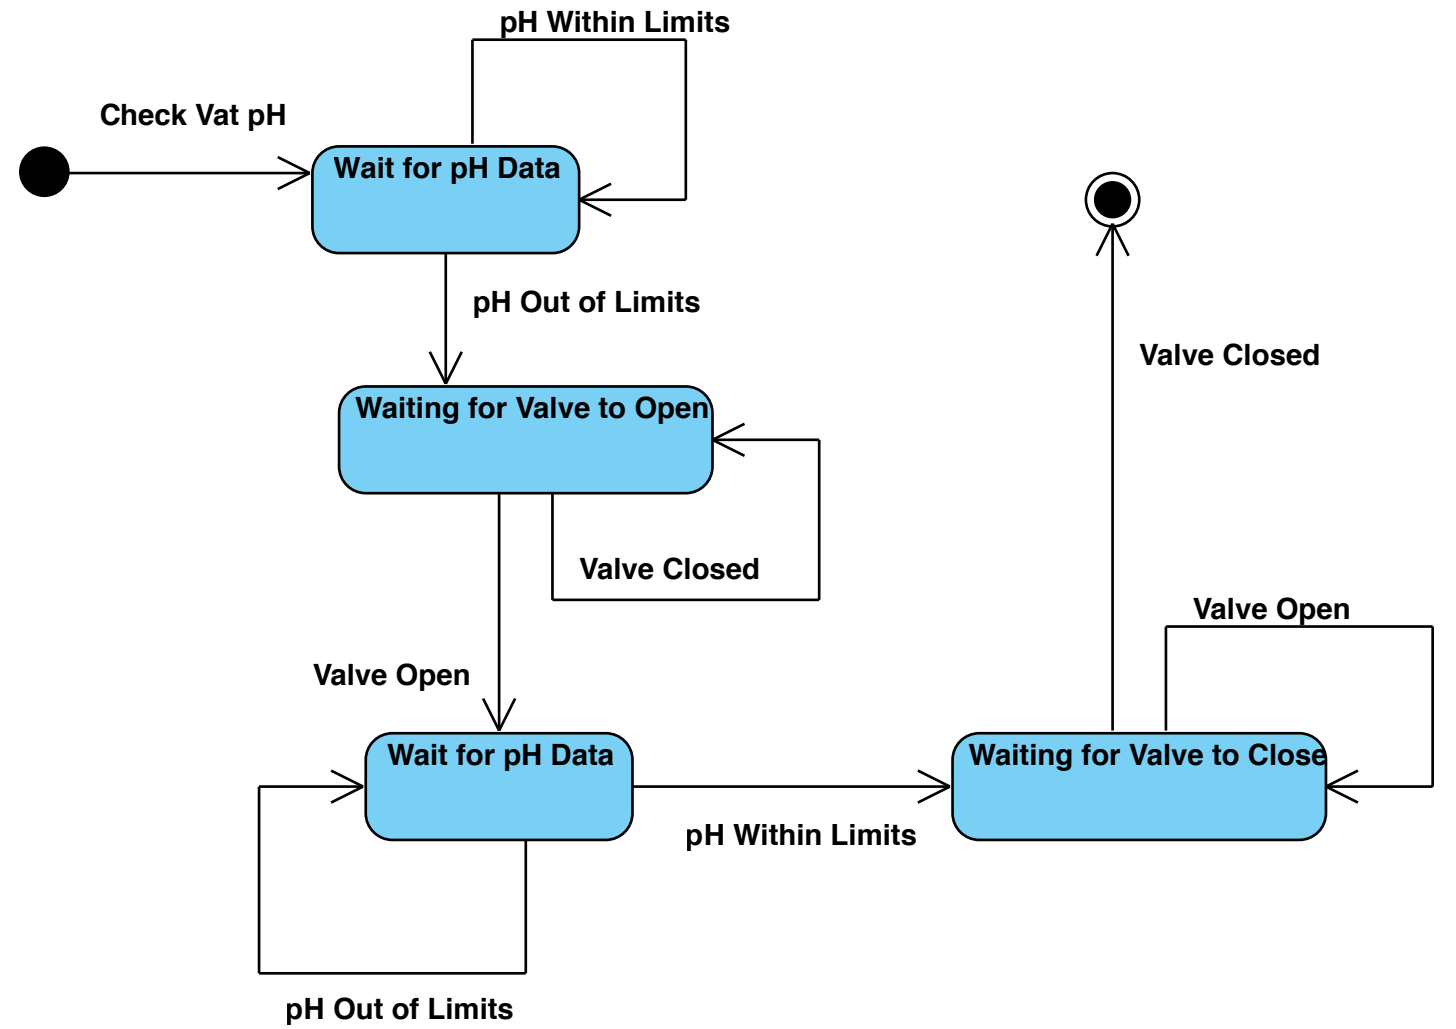 pH Within Limits
Check Vat pH
Wait for pH Data
pH Out of Limits
Valve Closed
Waiting for Valve to Open
Valve Closed
Valve Open
Valve Open
Wait for pH Data
Waiting for Valve to Close
pH Within Limits
pH Out of Limits